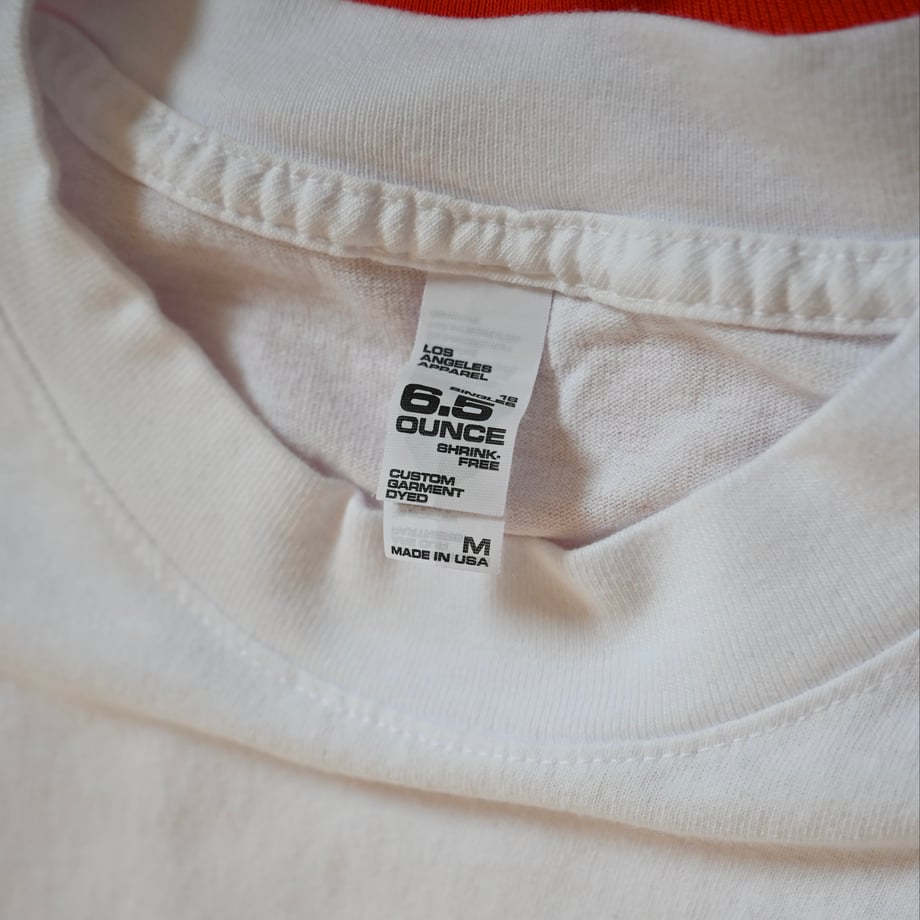 LOS
ANGELES
APPAREL
18
SINGLES
6.5
OUNCE
SHRINK-
FREE
CUSTOM
GARMENT
DYED
M
MADE IN USA